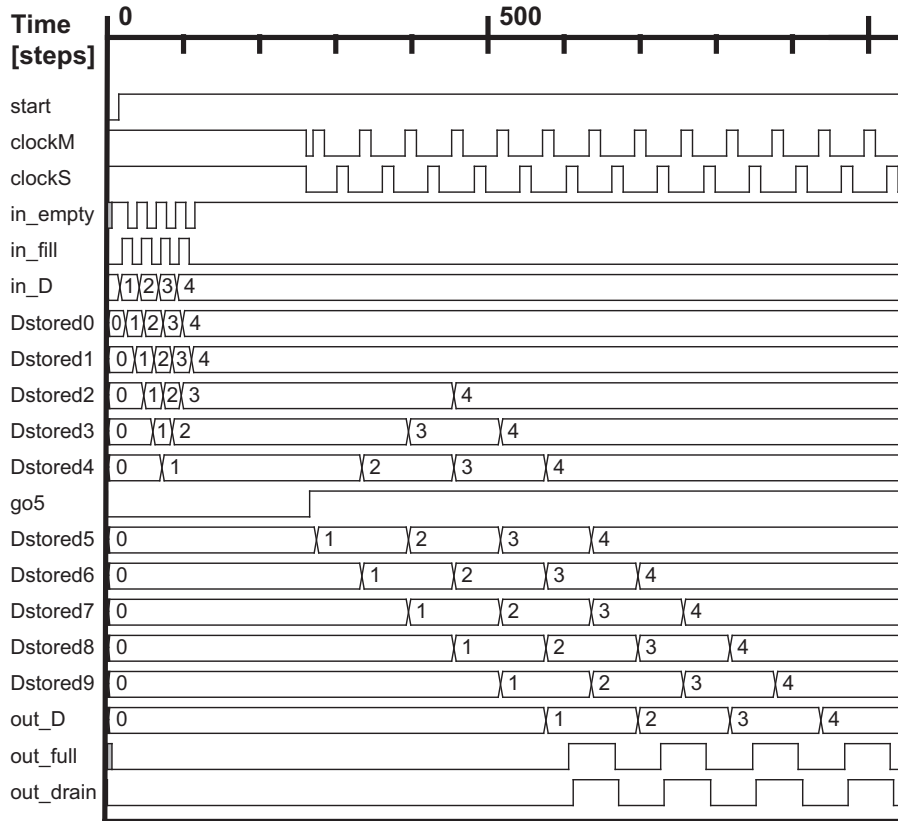 Time 0 500
[steps]
start
clockM
clockS
in_empty
in_fill
in_D 1 2 3 4
Dstored0 0 1 2 3 4
Dstored1 0 1 2 3 4
Dstored2 0 1 2 3 4
Dstored3 0 1 2 3 4
Dstored4 0 1 2 3 4
go5
Dstored5 0 1 2 3 4
Dstored6 0 1 2 3 4
Dstored7 0 1 2 3 4
Dstored8 0 1 2 3 4
Dstored9 0 1 2 3 4
out_D 0 1 2 3 4
out_full
out_drain